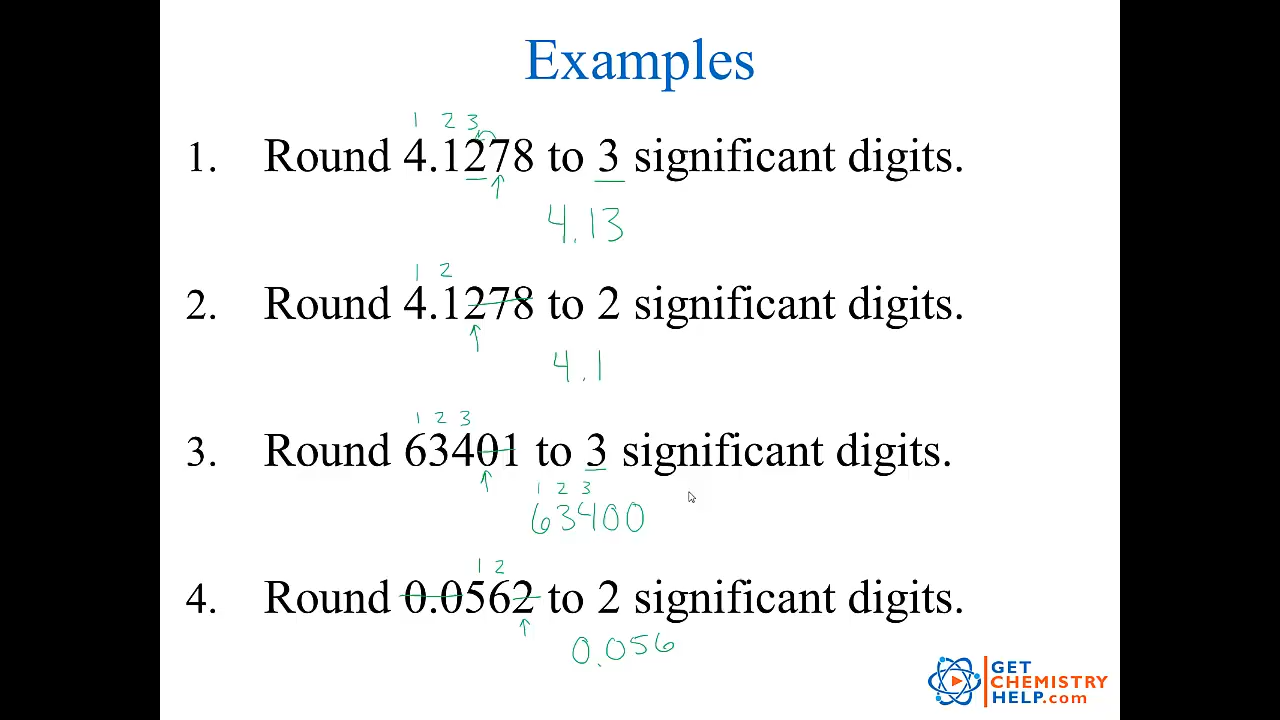 Examples
1 2 3
1. Round 4.1278 to 3 significant digits.
4.13
1 2
2. Round 4.1278 to 2 significant digits.
4.1
1 2 3
3. Round 63401 to 3 significant digits.
1 2 3
63400
1 2
4. Round 0.0562 to 2 significant digits.
0.056
GET
CHEMISTRY
HELP.com